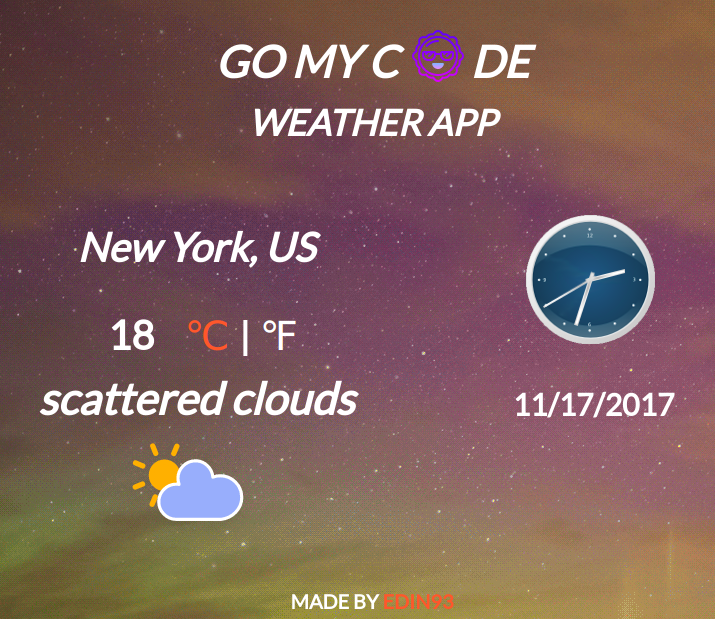 GO MY C DE
WEATHER APP
New York, US
18 °C | °F
scattered clouds
11/17/2017
MADE BY EDIN93